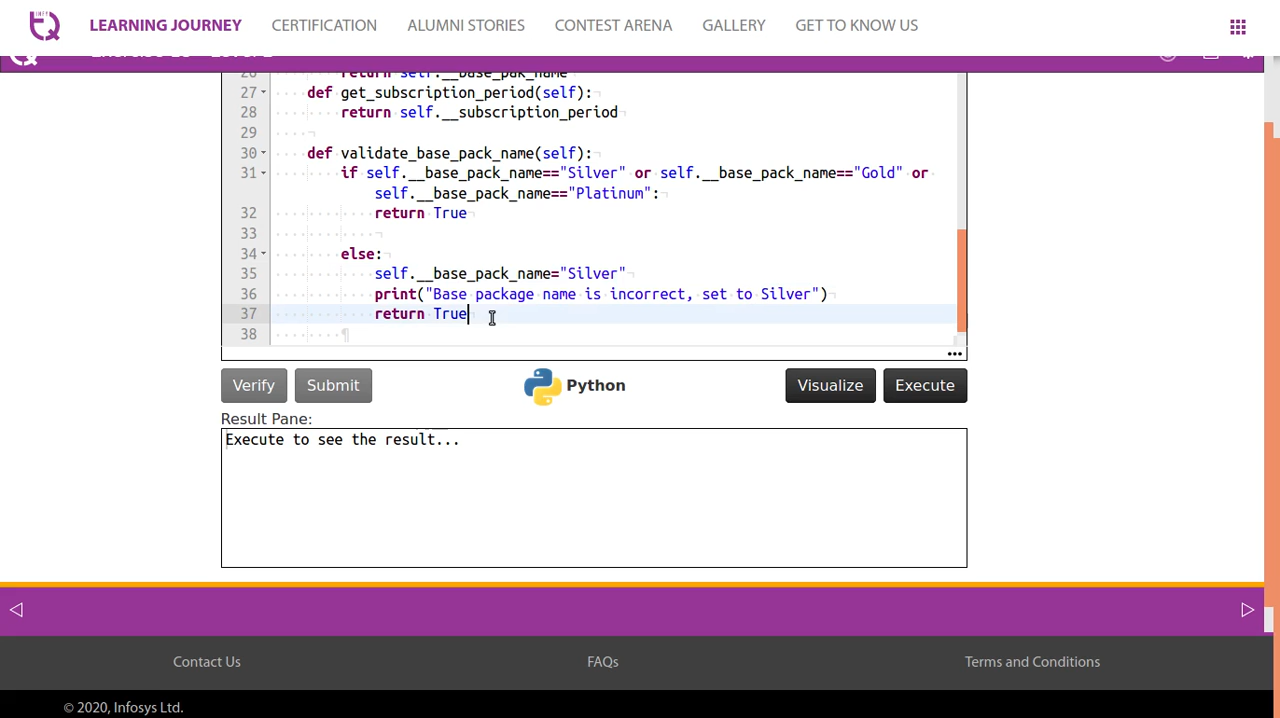 LEARNING JOURNEY CERTIFICATION ALUMNI STORIES CONTEST ARENA GALLERY GET TO KNOW US
26 return self.__base_pak_name
27 def get_subscription_period(self):
28 return self.__subscription_period
29
30 def validate_base_pack_name(self):
31 if self.__base_pack_name=="Silver" or self.__base_pack_name=="Gold" or
self.__base_pack_name=="Platinum":
32 return True
33
34 else:
35 self.__base_pack_name="Silver"
36 print("Base package name is incorrect, set to Silver")
37 return True
38
Verify Submit Python Visualize Execute
Result Pane:
Execute to see the result...
Contact Us FAQs Terms and Conditions
© 2020, Infosys Ltd.